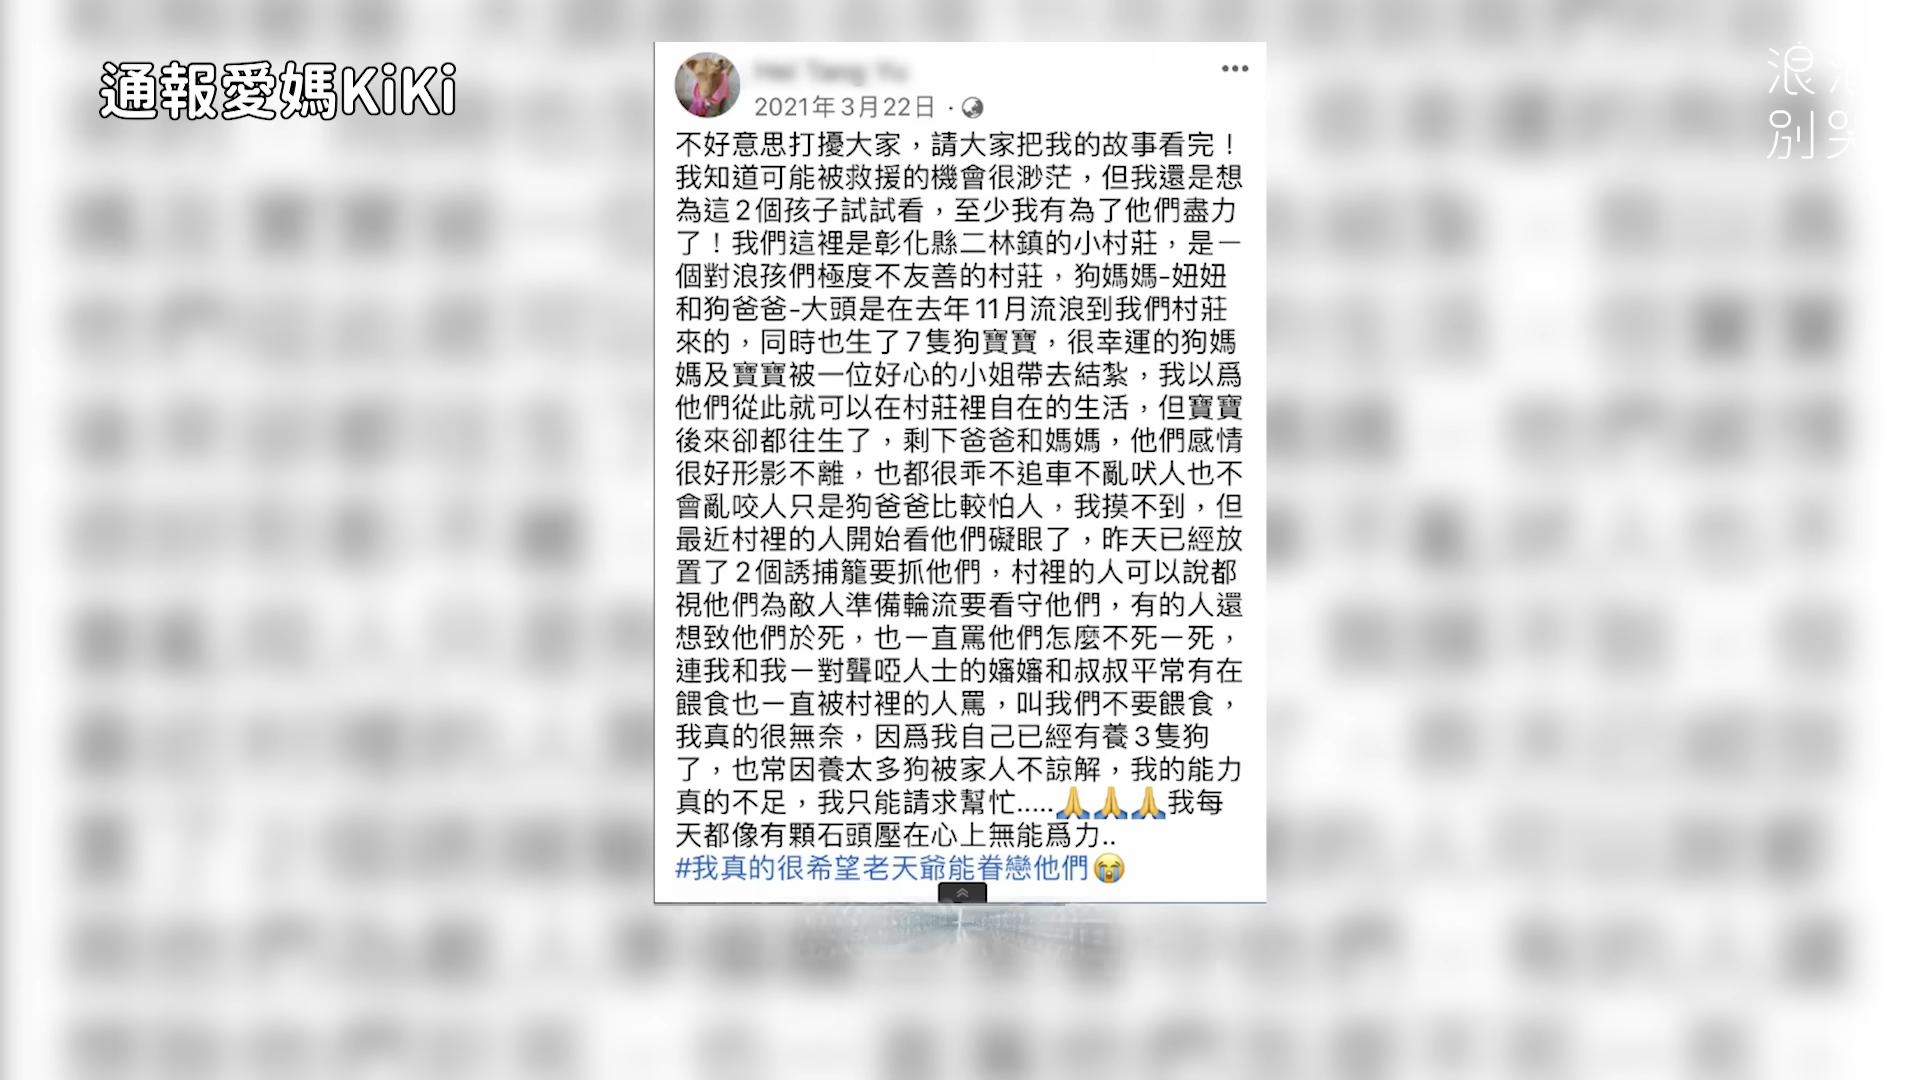 通報愛媽KiKi
2021年3月22日
不好意思打擾大家，請大家把我的故事看完！
我知道可能被救援的機會很渺茫，但我還是想
為這2個孩子試試看，至少我有為了他們盡力
了！我們這裡是彰化縣二林鎮的小村莊，是一
個對浪孩們極度不友善的村莊，狗媽媽-妞妞
和狗爸爸-大頭是在去年11月流浪到我們村莊
來的，同時也生了7隻狗寶寶，很幸運的狗媽
媽及寶寶被一位好心的小姐帶去結紮，我以爲
他們從此就可以在村莊裡自在的生活，但寶寶
後來卻都往生了，剩下爸爸和媽媽，他們感情
很好形影不離，也都很乖不追車不亂吠人也不
會亂咬人只是狗爸爸比較怕人，我摸不到，但
最近村裡的人開始看他們礙眼了，昨天已經放
置了2個誘捕籠要抓他們，村裡的人可以說都
視他們為敵人準備輪流要看守他們，有的人還
想致他們於死，也一直罵他們怎麼不死一死，
連我和我一對聾啞人士的嬸嬸和叔叔平常有在
餵食也一直被村裡的人罵，叫我們不要餵食，
我真的很無奈，因爲我自己已經有養3隻狗
了，也常因養太多狗被家人不諒解，我的能力
真的不足，我只能請求幫忙.....🙏🙏🙏我每
天都像有顆石頭壓在心上無能爲力..
#我真的很希望老天爺能眷戀他們😭
浪
別